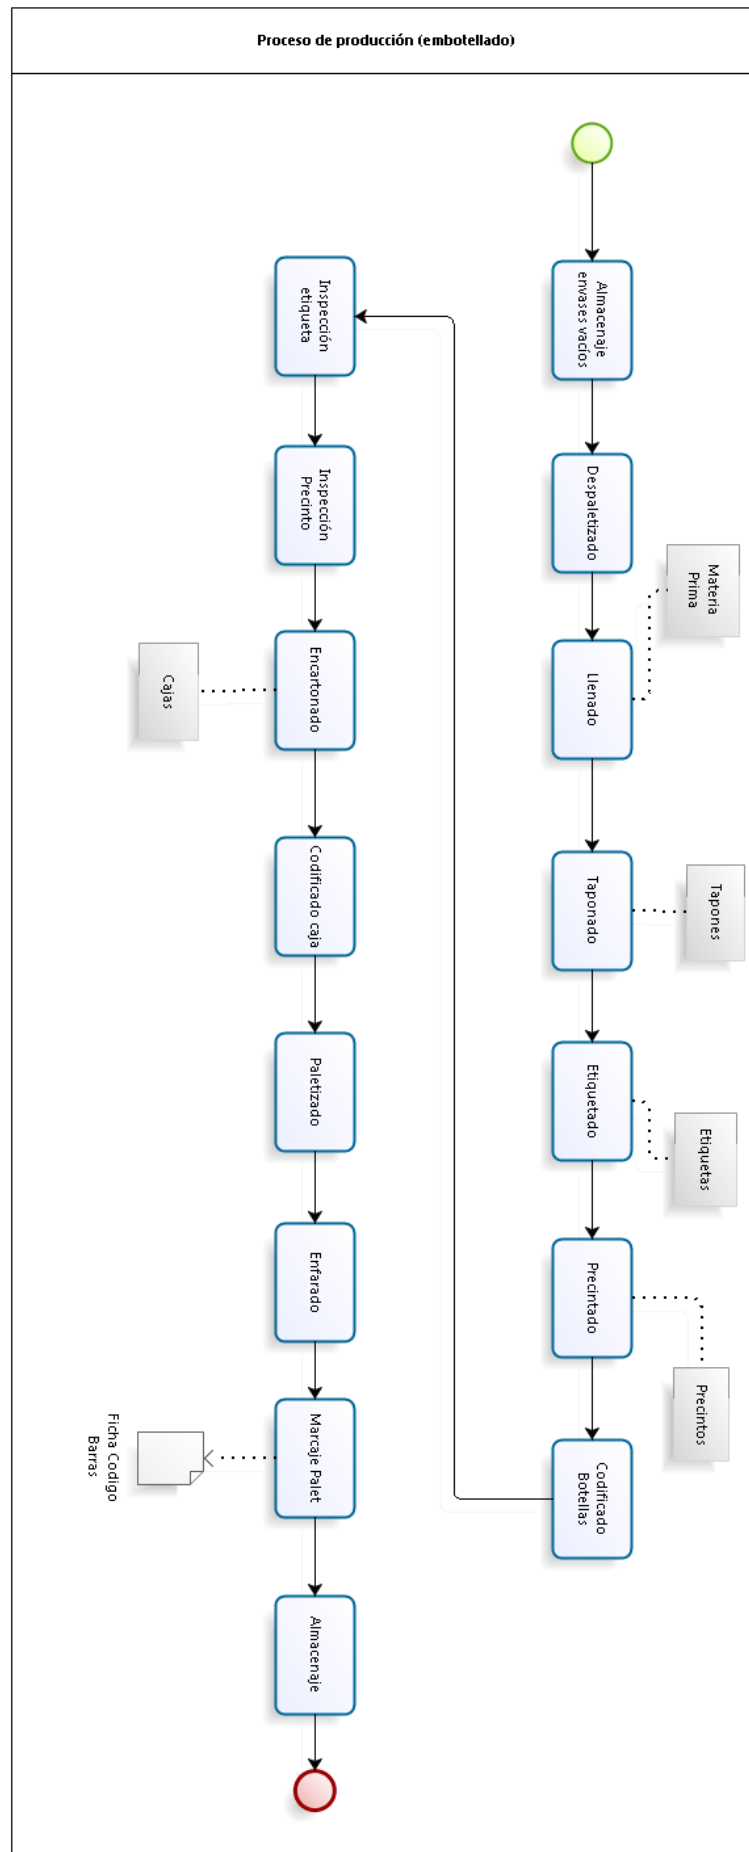 Proceso de producción (embotellado)
Almacenaje
envases vacíos
Despaletizado
Materia
Prima
Llenado
Tapones
Taponado
Etiquetado
Etiquetas
Precintado
Precintos
Codificado
Botellas
Inspección
etiqueta
Inspección
Precinto
Encartonado
Cajas
Codificado caja
Paletizado
Enfarado
Marcaje Palet
Ficha Codigo
Barras
Almacenaje